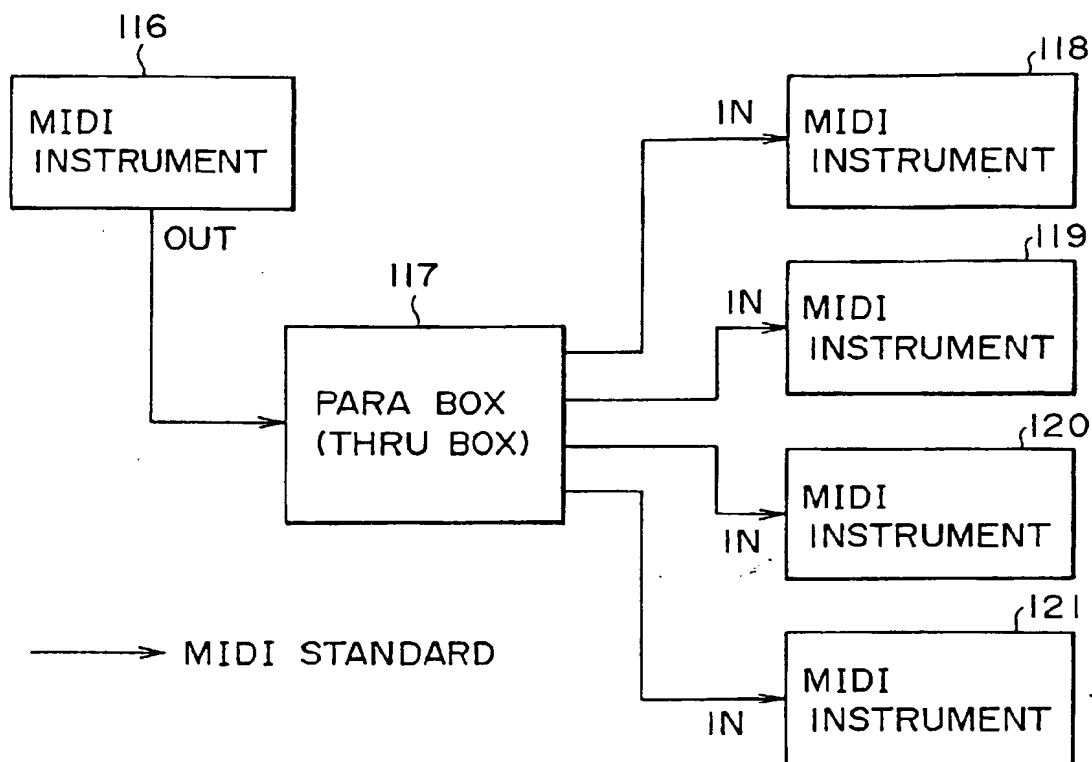 116
MIDI
INSTRUMENT
OUT
117
PARA BOX
(THRU BOX)
IN
118
MIDI
INSTRUMENT
IN
119
MIDI
INSTRUMENT
IN
120
MIDI
INSTRUMENT
IN
121
MIDI
INSTRUMENT
MIDI STANDARD